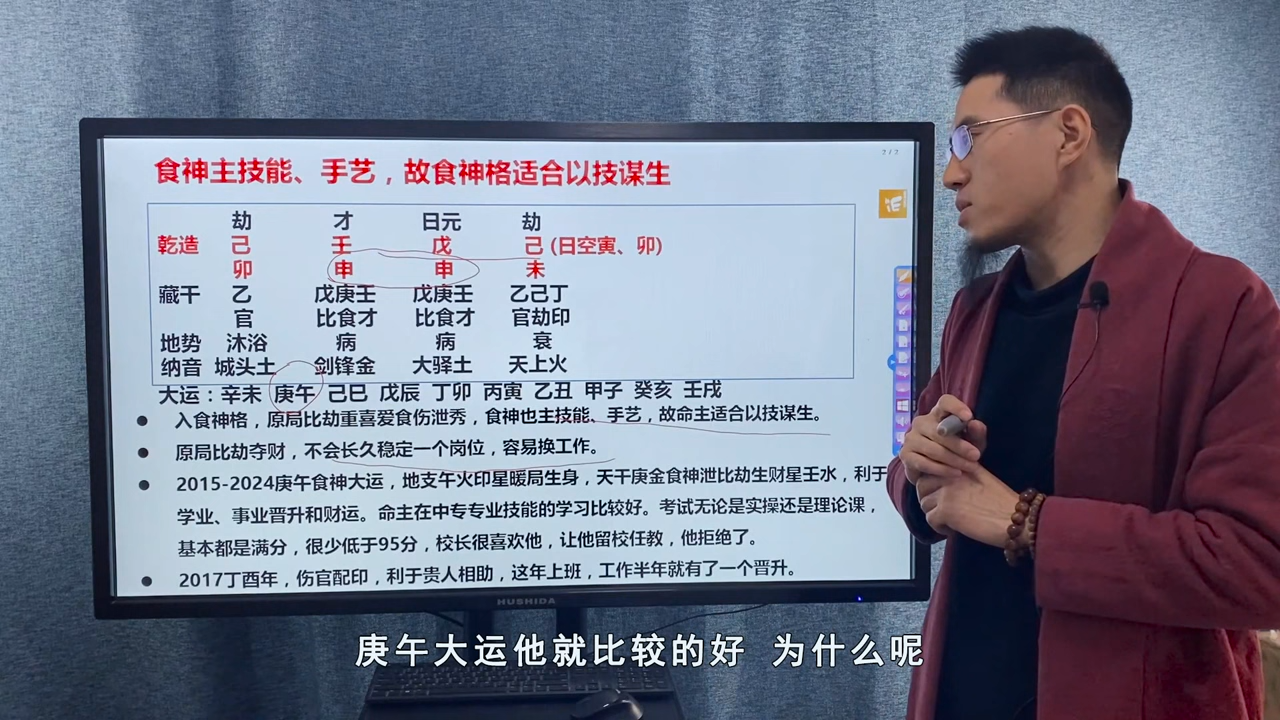 2/2
食神主技能、手艺，故食神格适合以技谋生
劫 才 日元 劫
乾造 己 壬 戊 己 (日空寅、卯)
卯 申 申 未
藏干 乙 戊庚壬 戊庚壬 乙己丁
官 比食才 比食才 官劫印
地势 沐浴 病 病 衰
纳音 城头土 剑锋金 大驿土 天上火
大运：辛未 庚午 己巳 戊辰 丁卯 丙寅 乙丑 甲子 癸亥 壬戌
● 入食神格，原局比劫重喜爱食伤泄秀，食神也主技能、手艺，故命主适合以技谋生。
● 原局比劫夺财，不会长久稳定一个岗位，容易换工作。
● 2015-2024庚午食神大运，地支午火印星暖局生身，天干庚金食神泄比劫生财星壬水，利于
学业、事业晋升和财运。命主在中专专业技能的学习比较好。考试无论是实操还是理论课，
基本都是满分，很少低于95分，校长很喜欢他，让他留校任教，他拒绝了。
● 2017丁酉年，伤官配印，利于贵人相助，这年上班，工作半年就有了一个晋升。
HUSHIDA
庚午大运他就比较的好 为什么呢